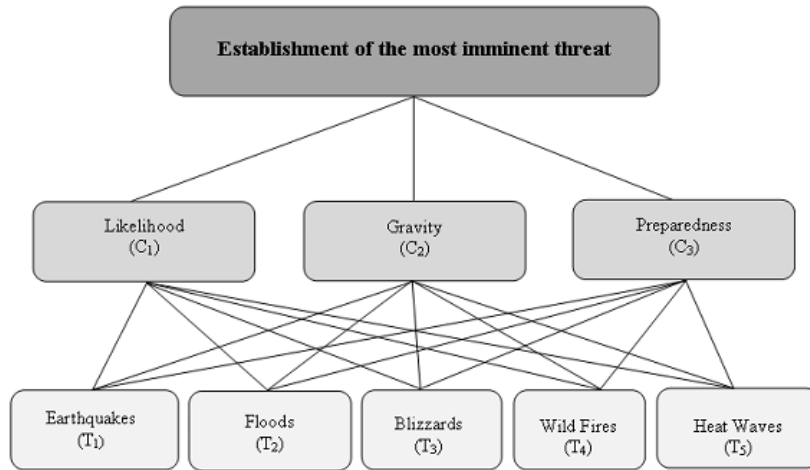 Establishment of the most imminent threat
Likelihood
(C₁)
Gravity
(C₂)
Preparedness
(C₃)
Earthquakes
(T₁)
Floods
(T₂)
Blizzards
(T₃)
Wild Fires
(T₄)
Heat Waves
(T₅)